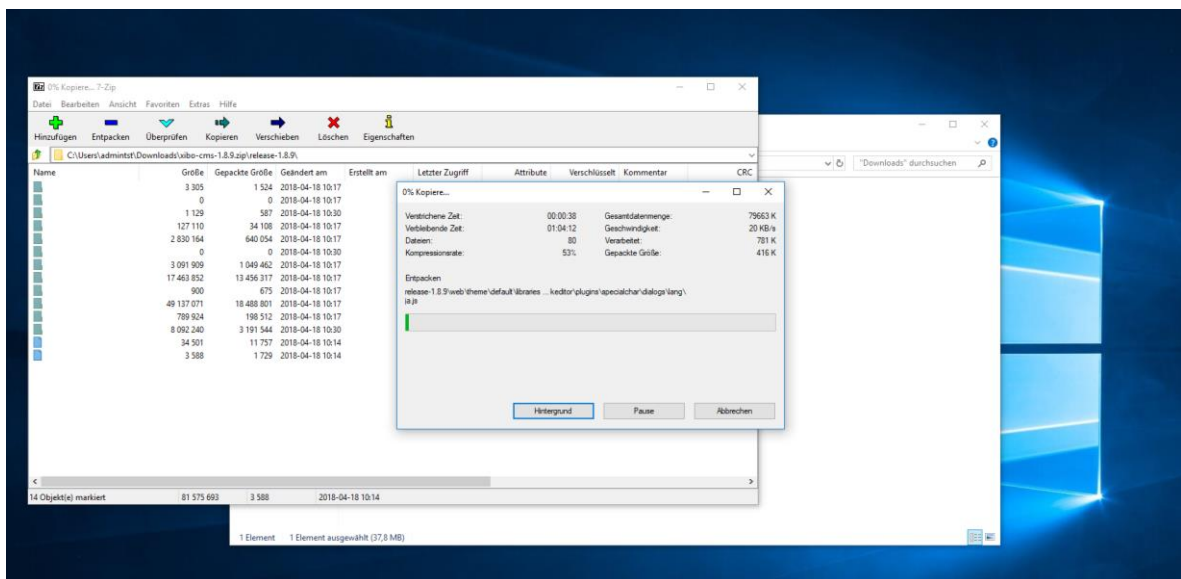 0% Kopiere... 7-Zip
Datei Bearbeiten Ansicht Favoriten Extras Hilfe
Hinzufügen Entpacken Überprüfen Kopieren Verschieben Löschen Eigenschaften
C:\Users\admintst\Downloads\xibo-cms-1.8.9.zip\release-1.8.9\
"Downloads" durchsuchen
Name Größe Gepackte Größe Geändert am Erstellt am Letzter Zugriff Attribute Verschlüsselt Kommentar CRC
3 305 1 524 2018-04-18 10:17
0 0 2018-04-18 10:17
1 129 587 2018-04-18 10:30
127 110 34 108 2018-04-18 10:17
2 830 164 640 054 2018-04-18 10:17
0 0 2018-04-18 10:30
3 091 909 1 049 462 2018-04-18 10:17
17 463 852 13 456 317 2018-04-18 10:17
900 675 2018-04-18 10:17
49 137 071 18 488 801 2018-04-18 10:17
789 924 198 512 2018-04-18 10:17
8 092 240 3 191 544 2018-04-18 10:30
34 501 11 757 2018-04-18 10:14
3 588 1 729 2018-04-18 10:14
0% Kopiere...
Verstrichene Zeit: 00:00:38 Gesamtdatenmenge: 79663 K
Verbleibende Zeit: 01:04:12 Geschwindigkeit: 20 KB/s
Dateien: 80 Verarbeitet: 781 K
Kompressionsrate: 53% Gepackte Größe: 416 K
Entpacken
release-1.8.9\web\theme\default\libraries ... keditor\plugins\specialchar\dialogs\lang\
ja.js
Hintergrund Pause Abbrechen
14 Objekt(e) markiert 81 575 693 3 588 2018-04-18 10:14
1 Element 1 Element ausgewählt (37,8 MB)